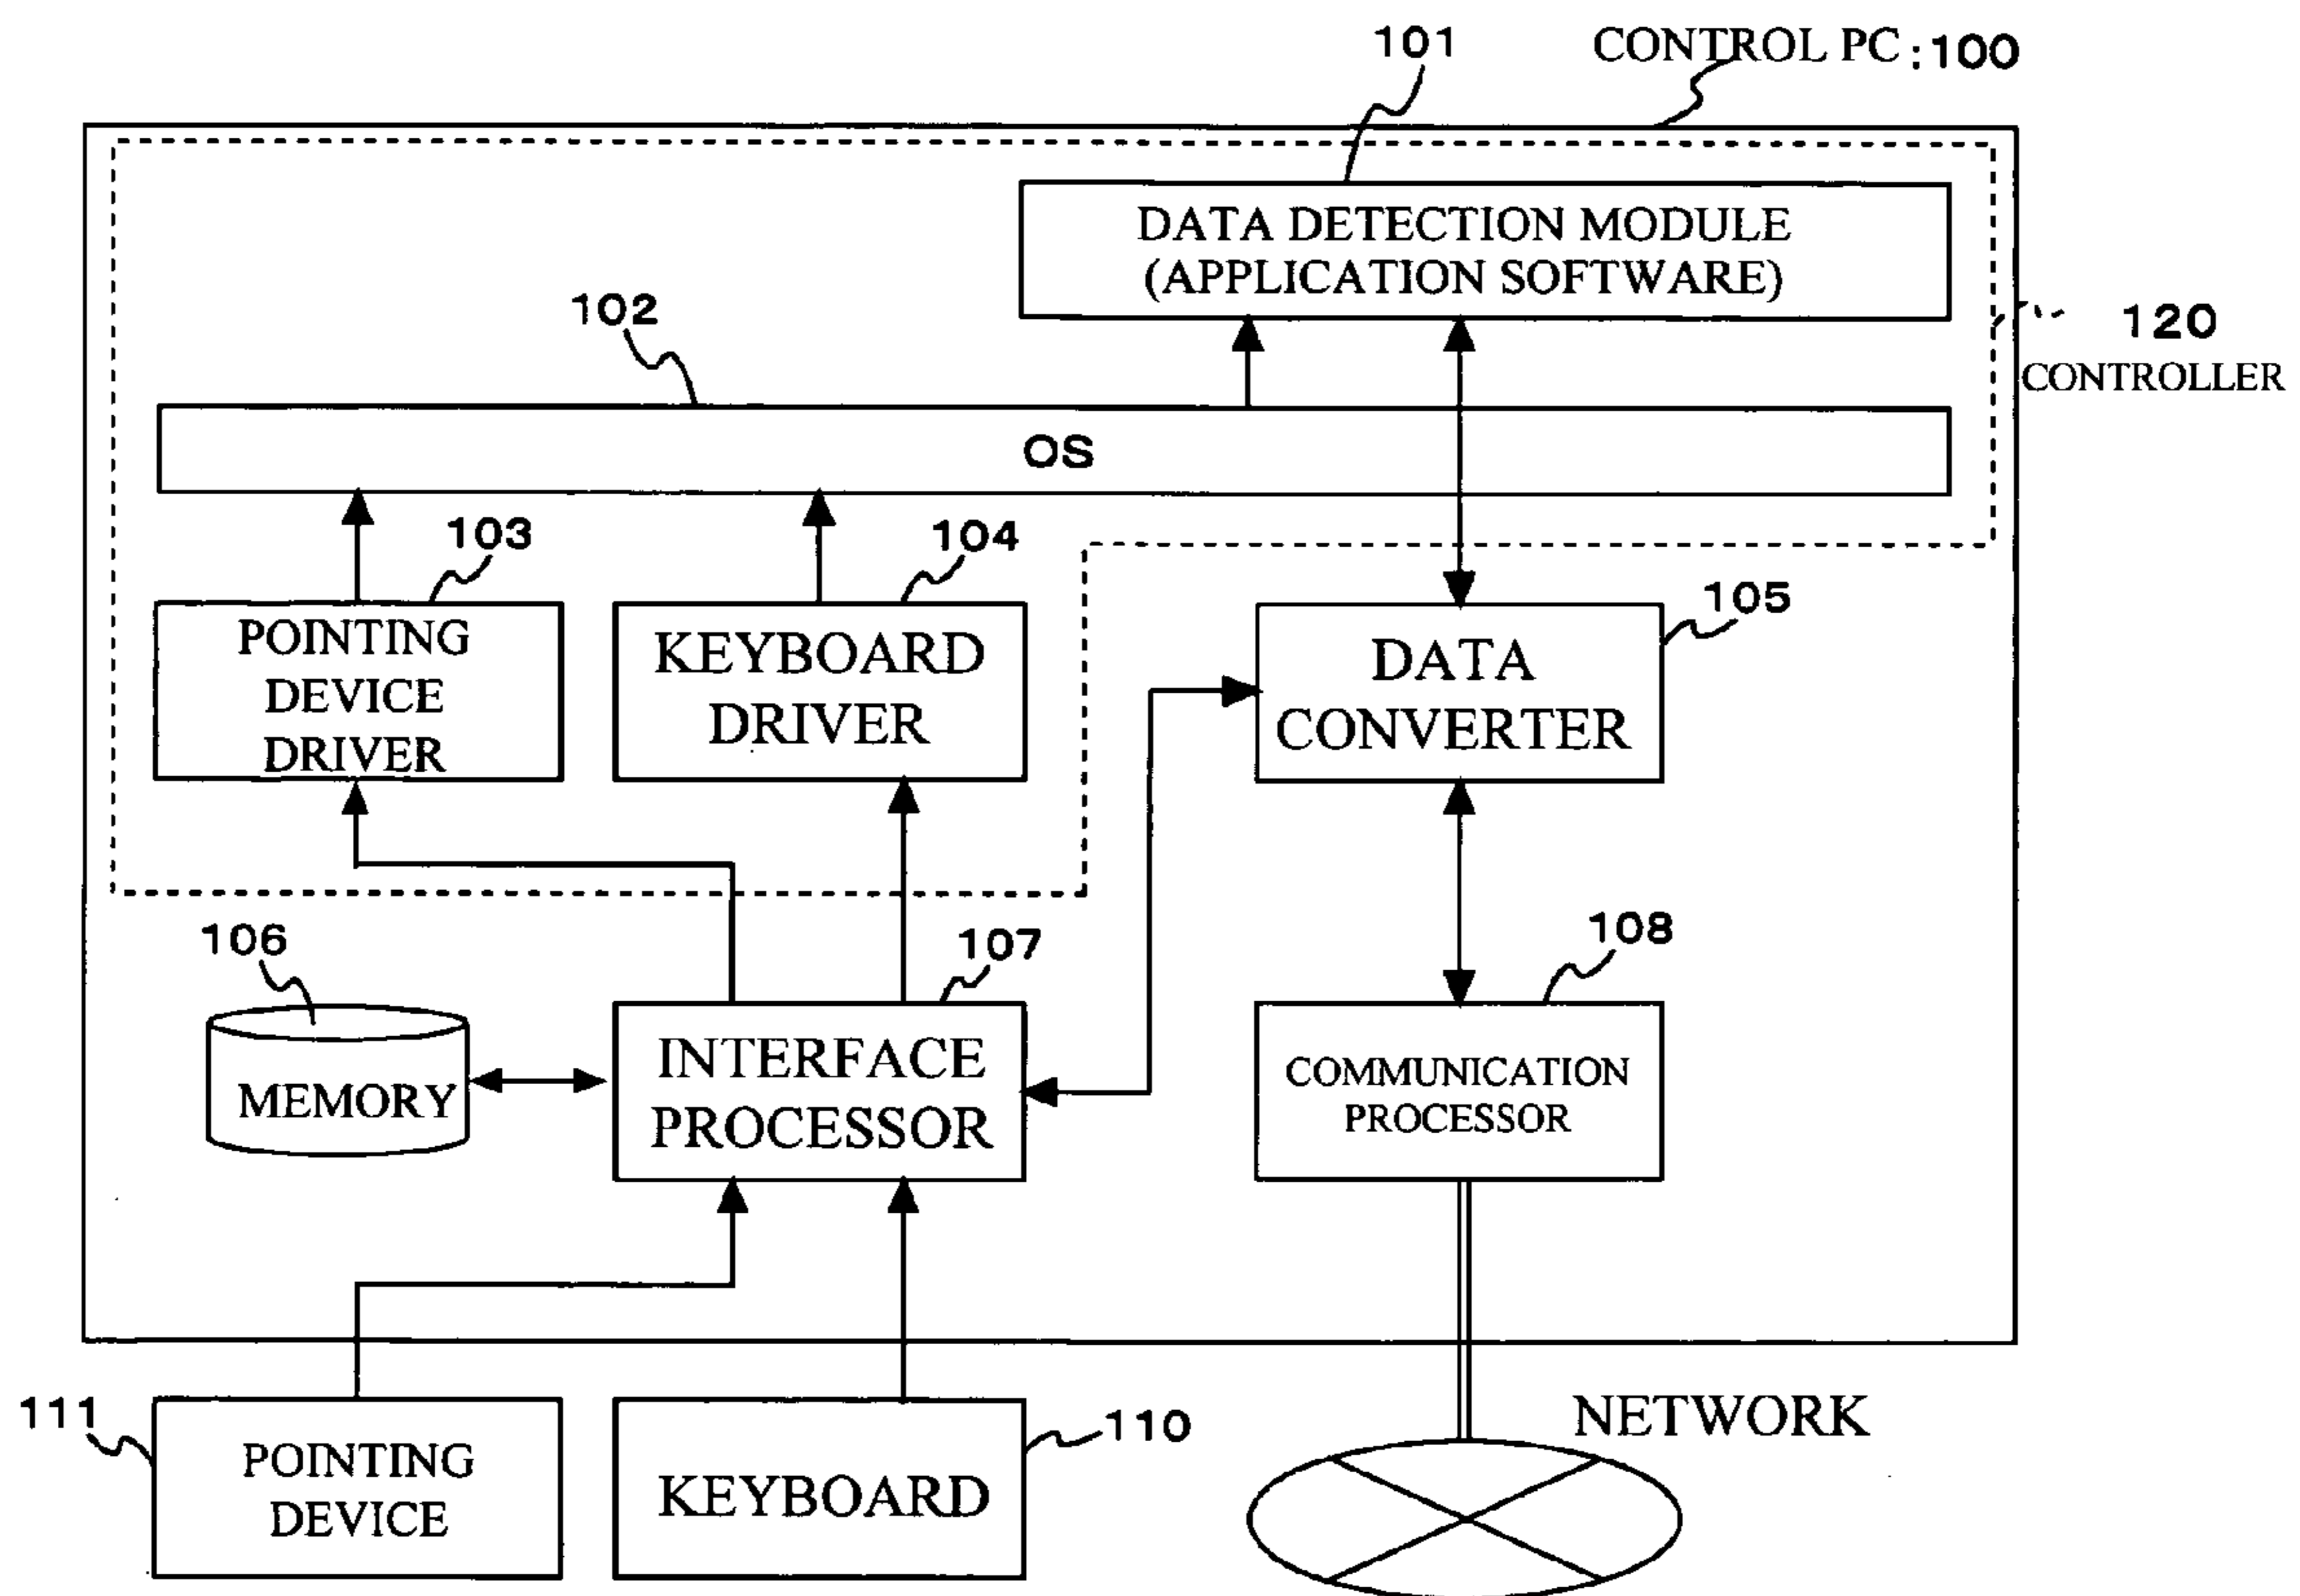 101
CONTROL PC:100
DATA DETECTION MODULE
(APPLICATION SOFTWARE)
102
120
CONTROLLER
OS
103
104
105
POINTING
DEVICE
DRIVER
KEYBOARD
DRIVER
DATA
CONVERTER
106
107
108
MEMORY
INTERFACE
PROCESSOR
COMMUNICATION
PROCESSOR
111
POINTING
DEVICE
KEYBOARD
110
NETWORK